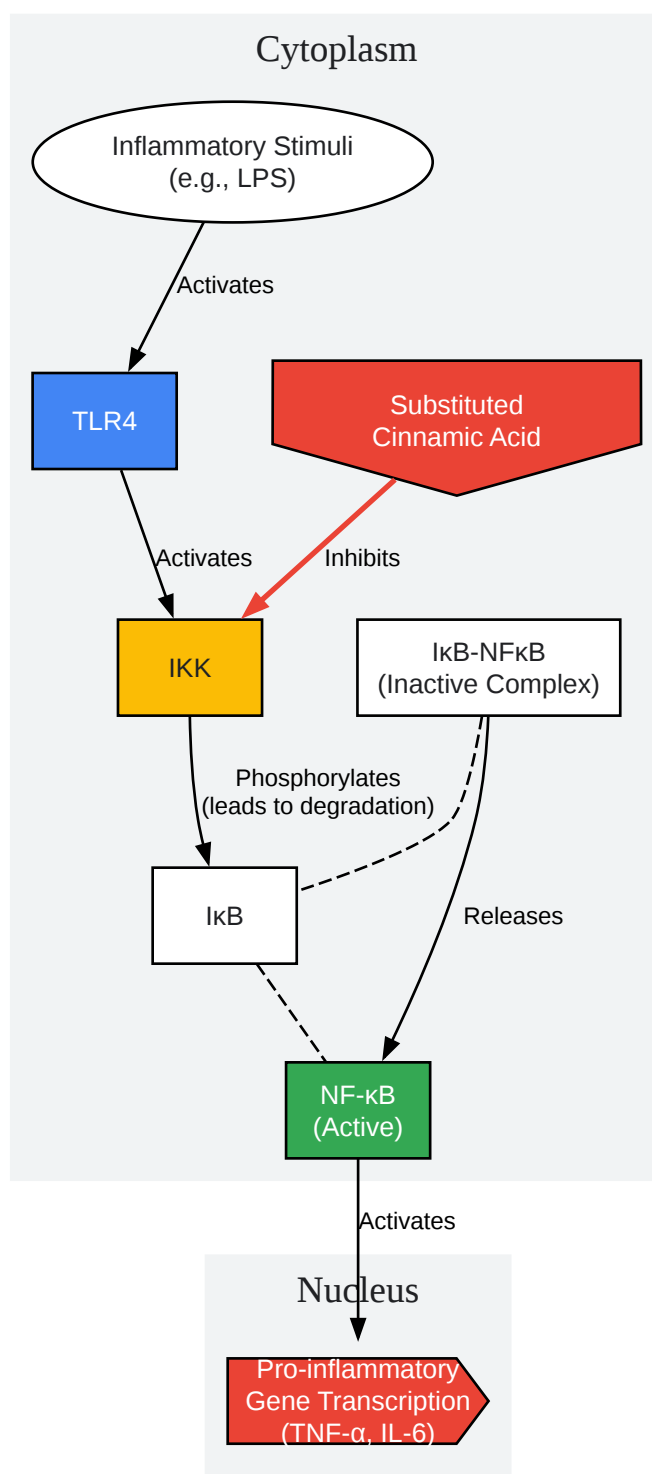 Cytoplasm
Inflammatory Stimuli
(e.g., LPS)
Activates
TLR4
Substituted
Cinnamic Acid
Activates
Inhibits
IKK
IκB-NFκB
(Inactive Complex)
Phosphorylates
(leads to degradation)
IκB
Releases
NF-κB
(Active)
Activates
Nucleus
Pro-inflammatory
Gene Transcription
(TNF-α, IL-6)